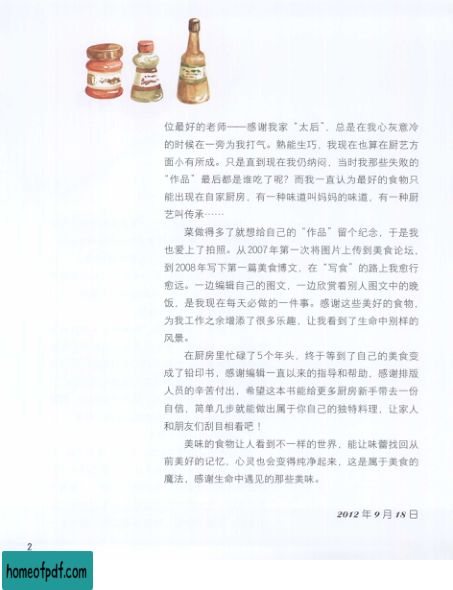 位最好的老师——感谢我家“太后”，总是在我心灰意冷
的时候在一旁为我打气。熟能生巧，我现在也算在厨艺方
面小有所成。只是直到现在我仍纳闷，当时我那些失败的
“作品”最后都是谁吃了呢？而我一直认为最好的食物只
能出现在自家厨房，有一种味道叫妈妈的味道，有一种厨
艺叫传承……
菜做得多了就想给自己的“作品”留个纪念，于是我
也爱上了拍照。从2007年第一次将图片上传到美食论坛，
到2008年写下第一篇美食博文，在“写食”的路上我愈行
愈远。一边编辑自己的图文，一边欣赏着别人图文中的晚
饭，是我现在每天必做的一件事。感谢这些美好的食物，
为我工作之余增添了很多乐趣，让我看到了生命中别样的
风景。
在厨房里忙碌了5个年头，终于等到了自己的美食变
成了铅印书，感谢编辑一直以来的指导和帮助，感谢排版
人员的辛苦付出，希望这本书能给更多厨房新手带去一份
自信，简单几步就能做出属于你自己的独特料理，让家人
和朋友们刮目相看吧！
美味的食物让人看到不一样的世界，能让味蕾找回从
前美好的记忆，心灵也会变得纯净起来，这是属于美食的
魔法，感谢生命中遇见的那些美味。
2012年9月18日
2
homeofpdf.com